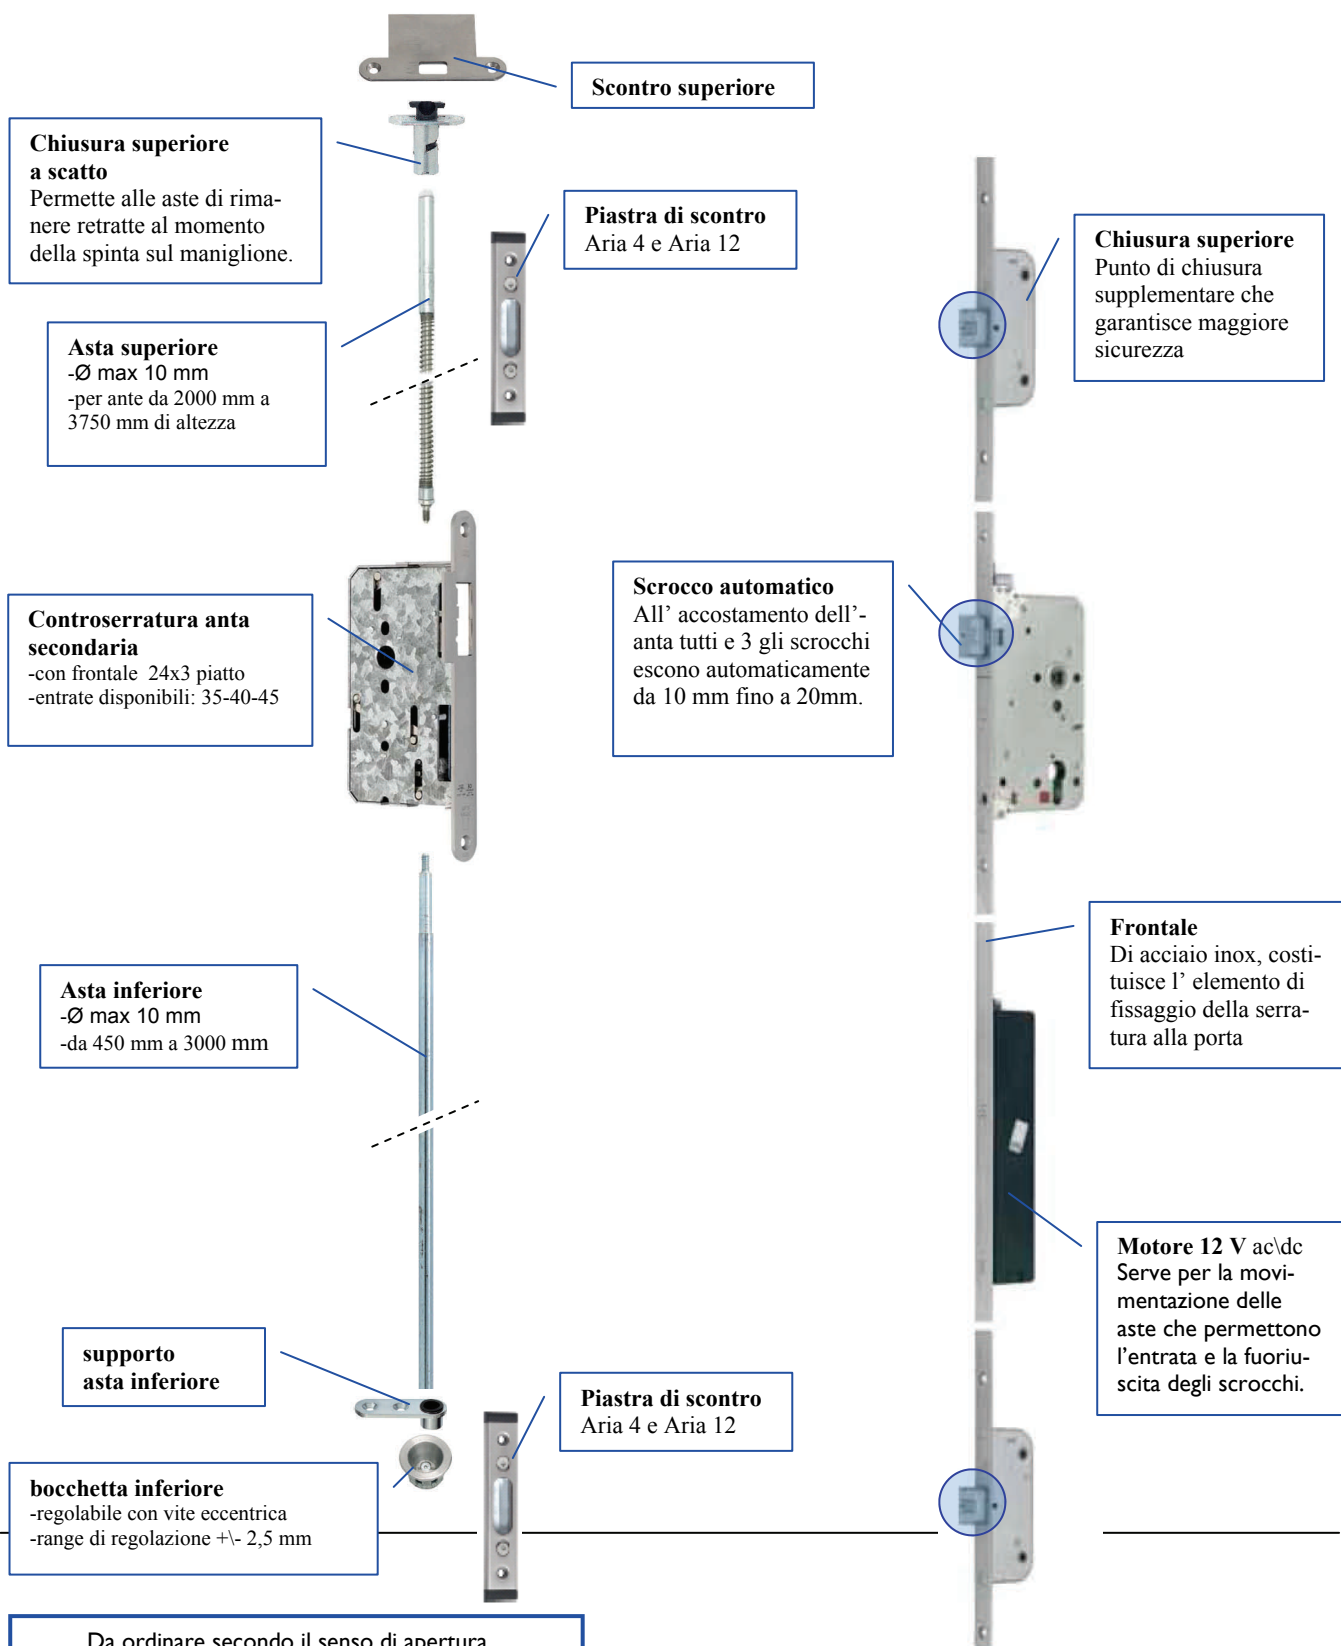 Scontro superiore
Chiusura superiore
a scatto
Permette alle aste di rima-
nere retratte al momento
della spinta sul maniglione.
Piastra di scontro
Aria 4 e Aria 12
Asta superiore
-Ø max 10 mm
-per ante da 2000 mm a
3750 mm di altezza
Controserratura anta
secondaria
-con frontale 24x3 piatto
-entrate disponibili: 35-40-45
Asta inferiore
-Ø max 10 mm
-da 450 mm a 3000 mm
supporto
asta inferiore
Piastra di scontro
Aria 4 e Aria 12
bocchetta inferiore
-regolabile con vite eccentrica
-range di regolazione +\- 2,5 mm
Da ordinare secondo il senso di apertura
Chiusura superiore
Punto di chiusura
supplementare che
garantisce maggiore
sicurezza
Scrocco automatico
All' accostamento dell'-
anta tutti e 3 gli scrocchi
escono automaticamente
da 10 mm fino a 20mm.
Frontale
Di acciaio inox, costi-
tuisce l' elemento di
fissaggio della serra-
tura alla porta
Motore 12 V ac\dc
Serve per la movi-
mentazione delle
aste che permettono
l'entrata e la fuoriu-
scita degli scrocchi.